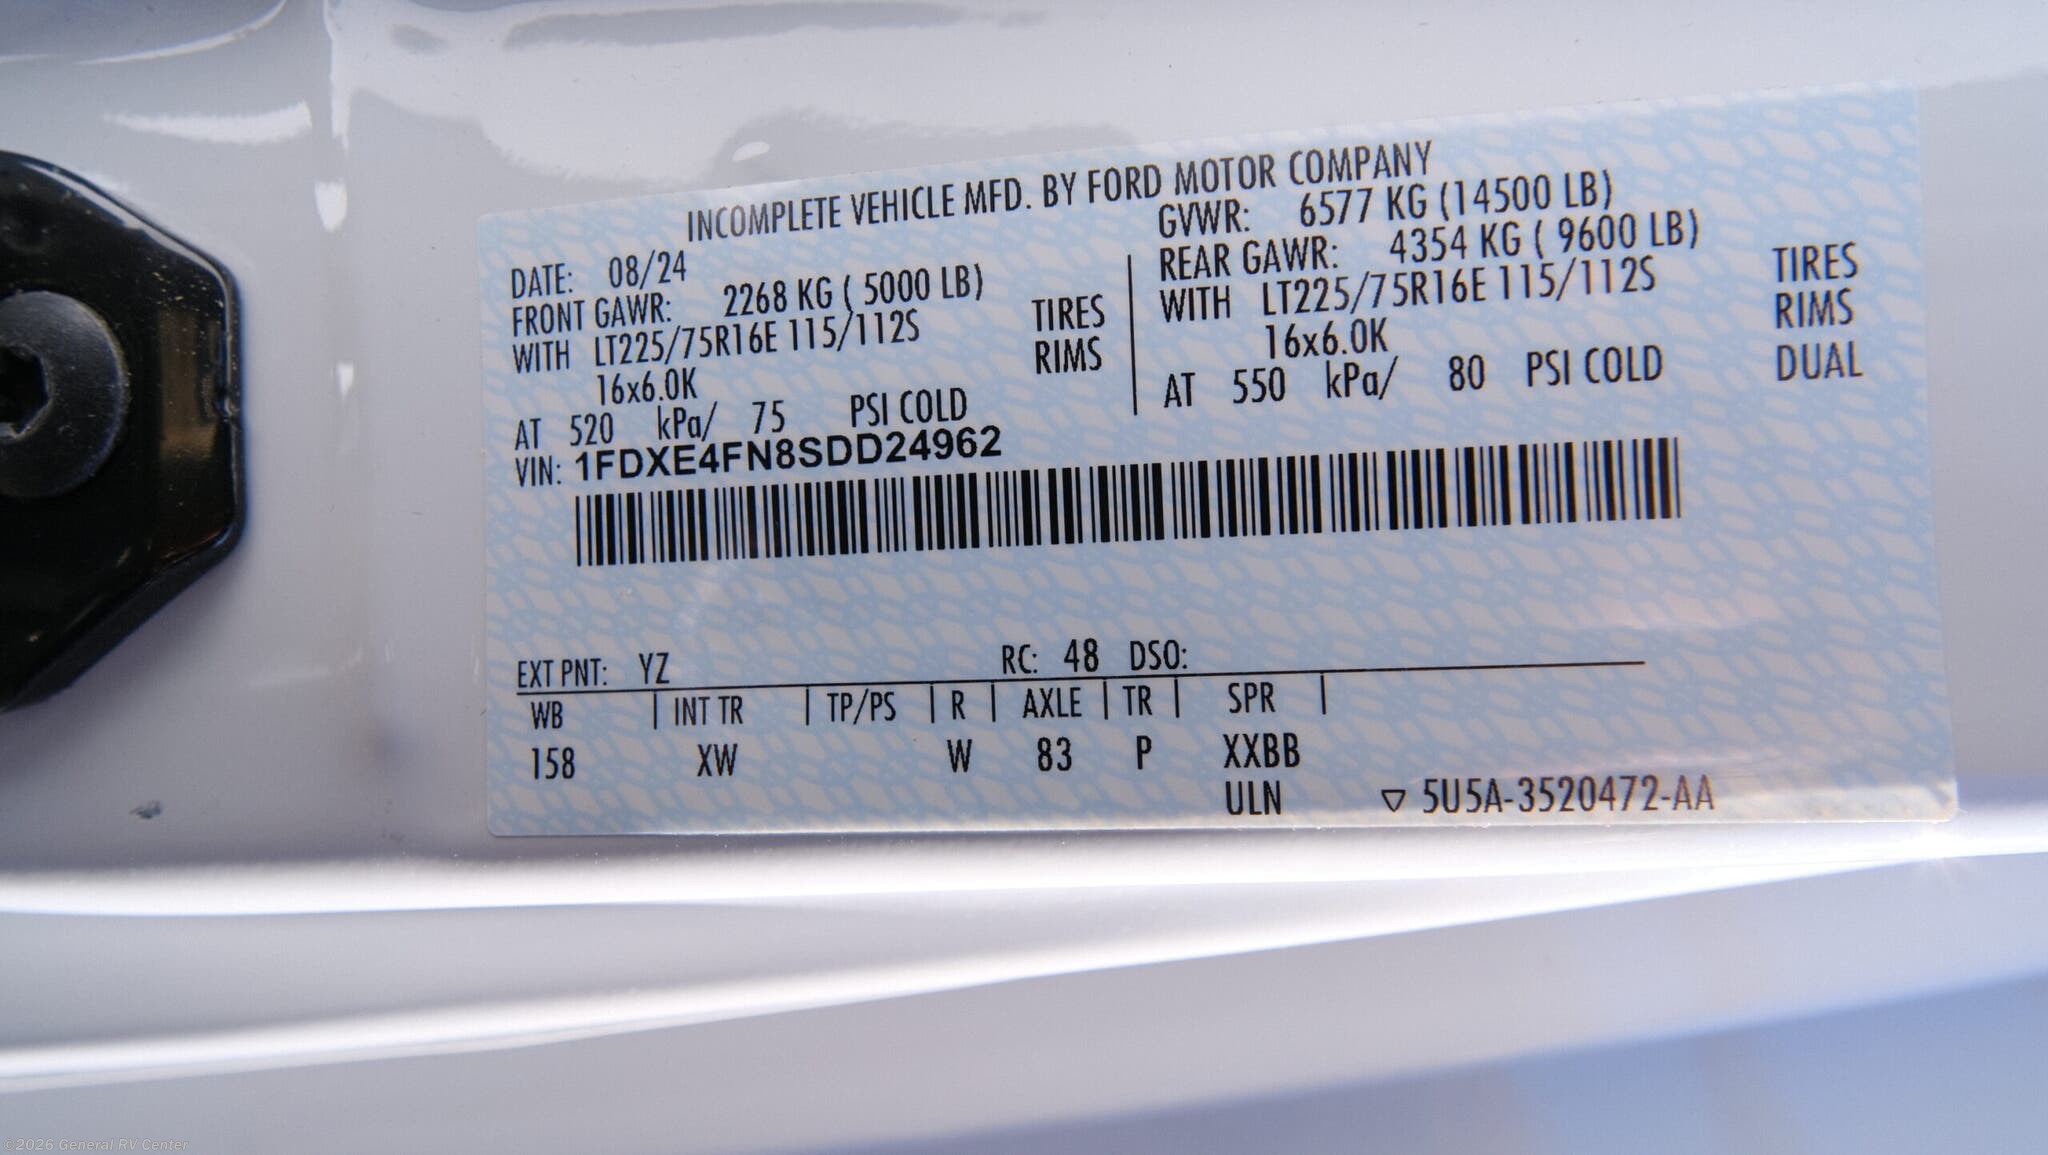 INCOMPLETE VEHICLE MFD. BY FORD MOTOR COMPANY
DATE: 08/24
GVWR: 6577 KG (14500 LB)
FRONT GAWR: 2268 KG ( 5000 LB)
REAR GAWR: 4354 KG ( 9600 LB)
WITH LT225/75R16E 115/112S TIRES
WITH LT225/75R16E 115/112S TIRES
16x6.0K RIMS
16x6.0K RIMS
AT 520 kPa/ 75 PSI COLD
AT 550 kPa/ 80 PSI COLD DUAL
VIN: 1FDXE4FN8SDD24962
EXT PNT: YZ RC: 48 DSO:
WB | INT TR | TP/PS | R | AXLE | TR | SPR |
158 XW W 83 P XXBB
ULN ▽ 5U5A-3520472-AA
©2026 General RV Center